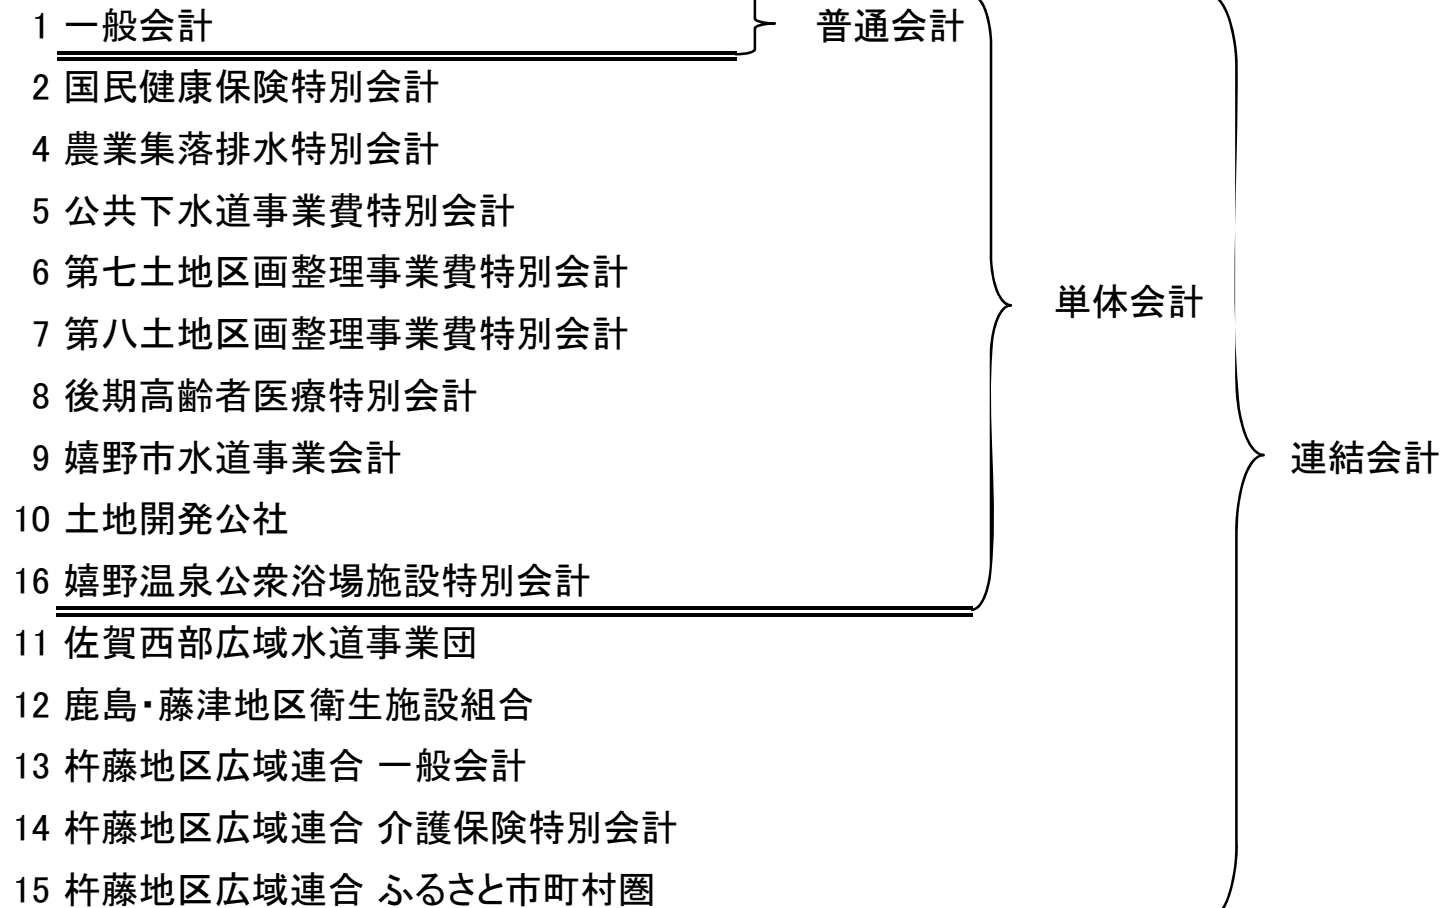 1 一般会計
普通会計
2 国民健康保険特別会計
4 農業集落排水特別会計
5 公共下水道事業費特別会計
6 第七土地区画整理事業費特別会計
単体会計
7 第八土地区画整理事業費特別会計
8 後期高齢者医療特別会計
9 嬉野市水道事業会計
連結会計
10 土地開発公社
16 嬉野温泉公衆浴場施設特別会計
11 佐賀西部広域水道事業団
12 鹿島・藤津地区衛生施設組合
13 杵藤地区広域連合 一般会計
14 杵藤地区広域連合 介護保険特別会計
15 杵藤地区広域連合 ふるさと市町村圏